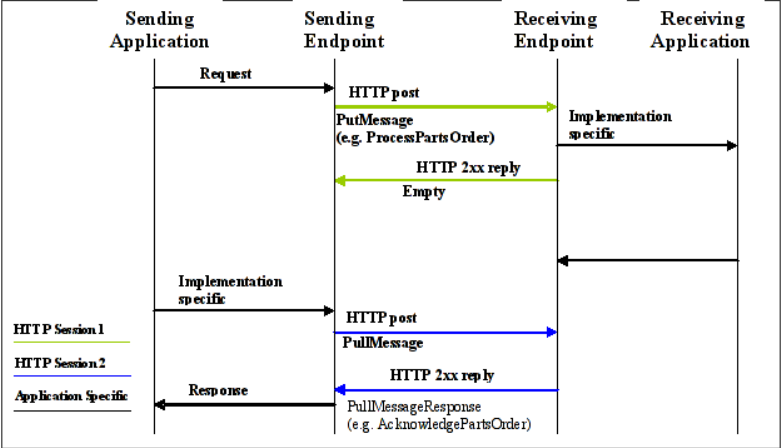 Sending Application
Sending Endpoint
Receiving Endpoint
Receiving Application
Request
HTTP post
PutMessage
(e.g. ProcessPartsOrder)
Implementation
specific
HTTP 2xx reply
Empty
Implementation
specific
HTTP post
PullMessage
HTTP Session 1
HTTP Session 2
Application Specific
HTTP 2xx reply
Response
PullMessageResponse
(e.g. AcknowledgePartsOrder)